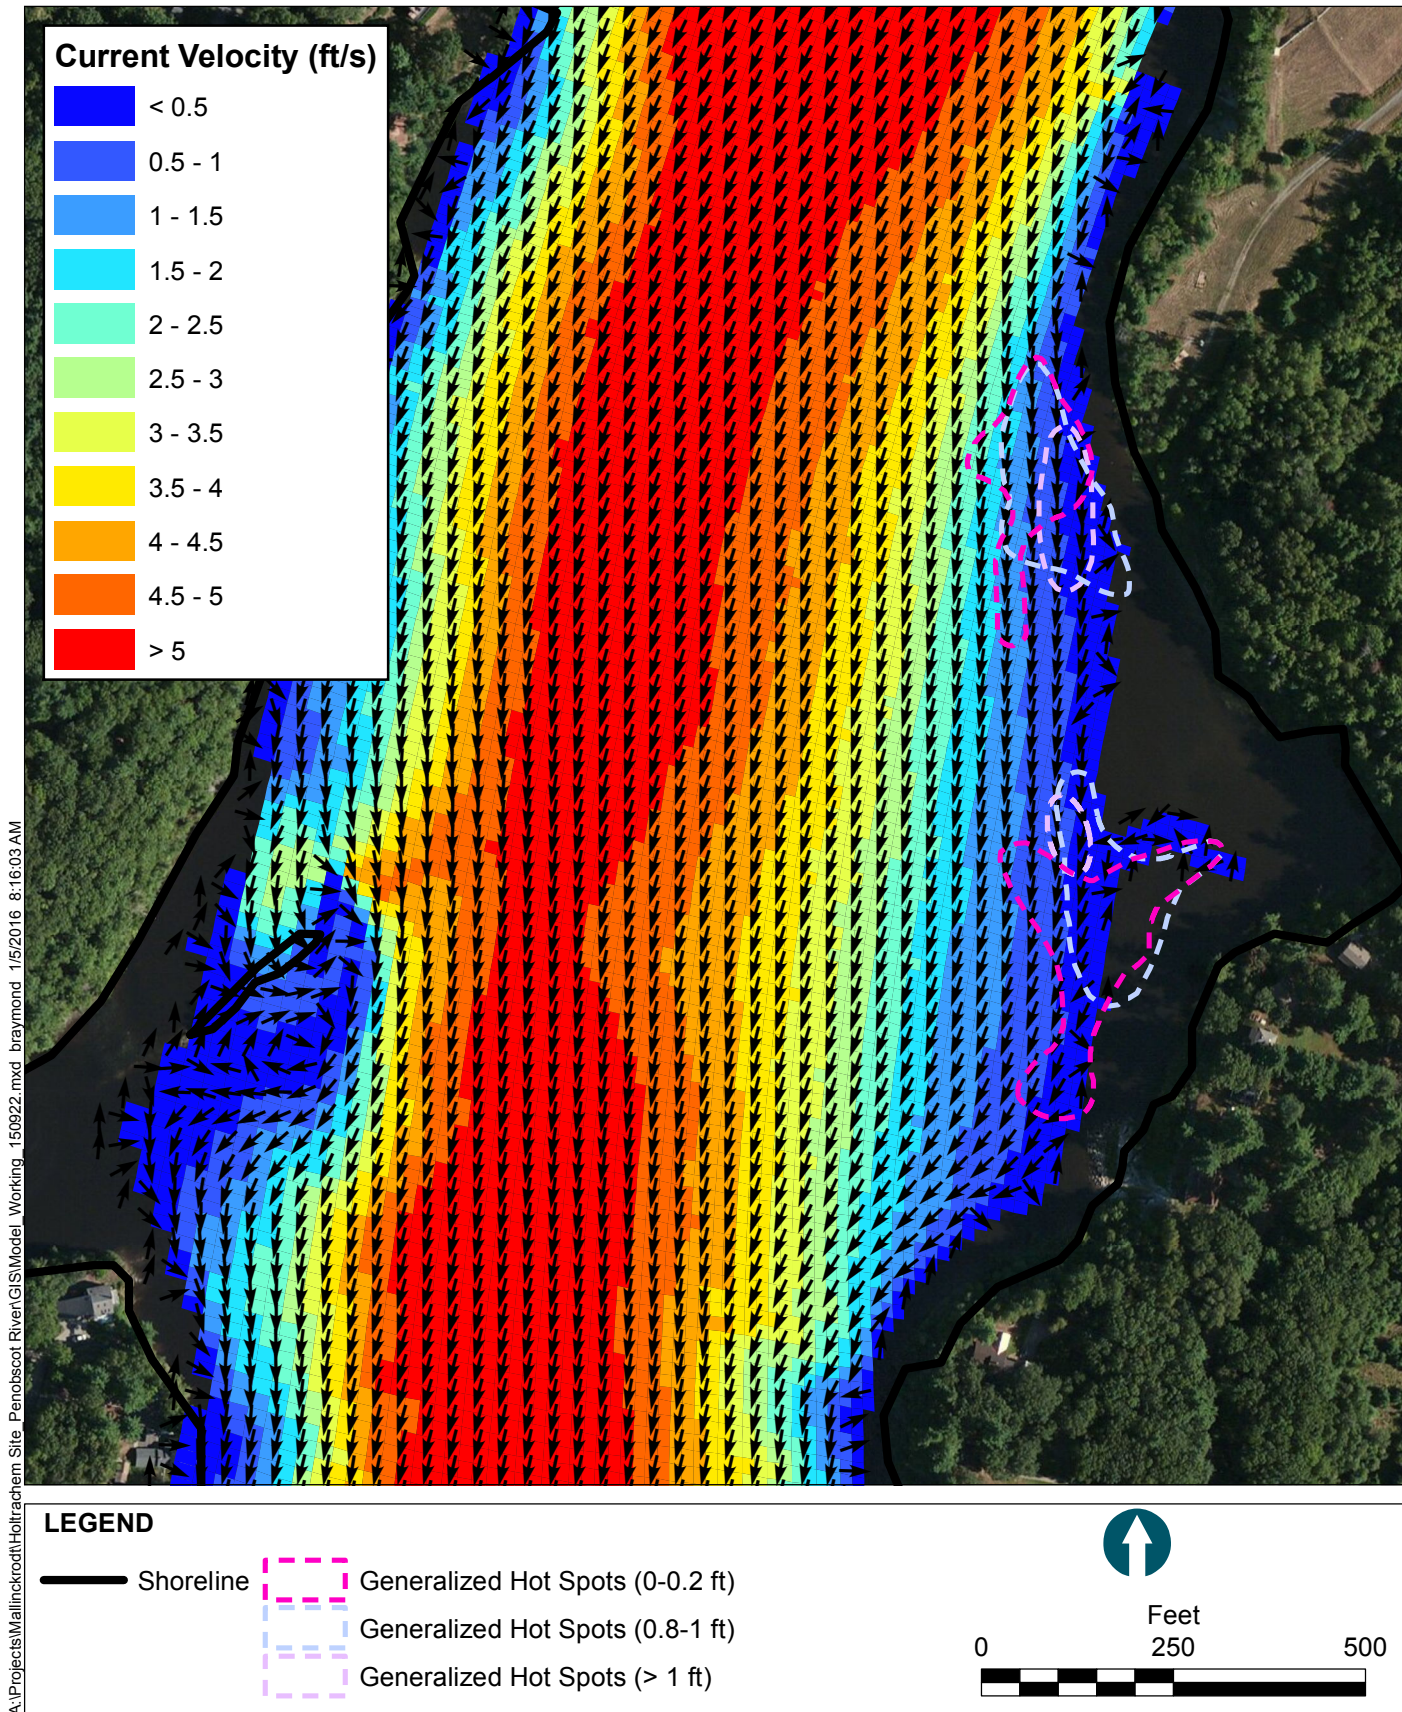 Current Velocity (ft/s)
< 0.5
0.5 - 1
1 - 1.5
1.5 - 2
2 - 2.5
2.5 - 3
3 - 3.5
3.5 - 4
4 - 4.5
4.5 - 5
> 5
A:\Projects\Mallinckrodt\Holtrachem Site_Penobscot River\GIS\Model_Working_150922.mxd braymond 1/5/2016 8:16:03 AM
LEGEND
Shoreline
Generalized Hot Spots (0-0.2 ft)
Generalized Hot Spots (0.8-1 ft)
Generalized Hot Spots (> 1 ft)
Feet
0 250 500